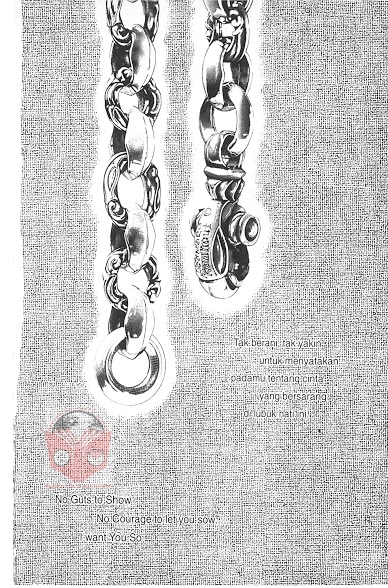 Tak berani, tak yakin
untuk menyatakan
padamu tentang cinta
yang bersarang
di lubuk hati ini
No Guts to Show
No Courage to let you sow
want You So